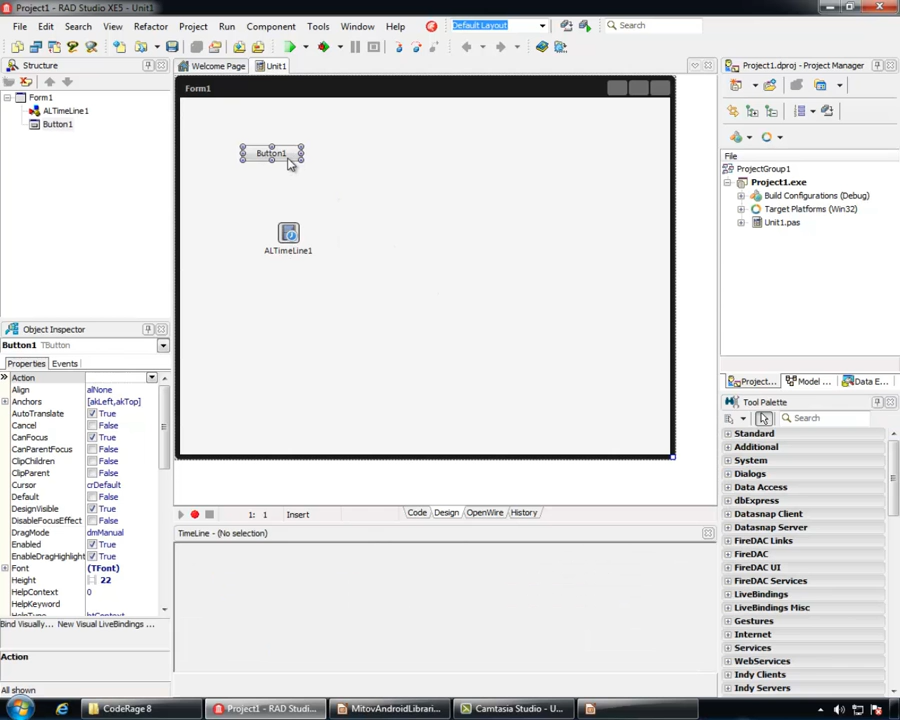 Project1 - RAD Studio XE5 - Unit1
File Edit Search View Refactor Project Run Component Tools Window Help Default Layout Search
Structure
Form1
ALTimeLine1
Button1
Welcome Page Unit1
Form1
Button1
ALTimeLine1
Project1.dproj - Project Manager
File
ProjectGroup1
Project1.exe
Build Configurations (Debug)
Target Platforms (Win32)
Unit1.pas
Project... Model ... Data E...
Object Inspector
Button1 TButton
Properties Events
Action
Align alNone
Anchors [akLeft,akTop]
AutoTranslate True
Cancel False
CanFocus True
CanParentFocus False
ClipChildren False
ClipParent False
Cursor crDefault
Default False
DesignVisible True
DisableFocusEffect False
DragMode dmManual
Enabled True
EnableDragHighlight True
Font (TFont)
Height 22
HelpContext 0
HelpKeyword
HelpType htContext
Bind Visually... New Visual LiveBindings ...
Action
All shown
1: 1 Insert Code Design OpenWire History
TimeLine - (No selection)
Tool Palette
Search
Standard
Additional
System
Dialogs
Data Access
dbExpress
Datasnap Client
Datasnap Server
FireDAC Links
FireDAC
FireDAC UI
FireDAC Services
LiveBindings
LiveBindings Misc
Gestures
Internet
Services
WebServices
Indy Clients
Indy Servers
CodeRage 8 Project1 - RAD Studi... MitovAndroidLibrari... Camtasia Studio - U...